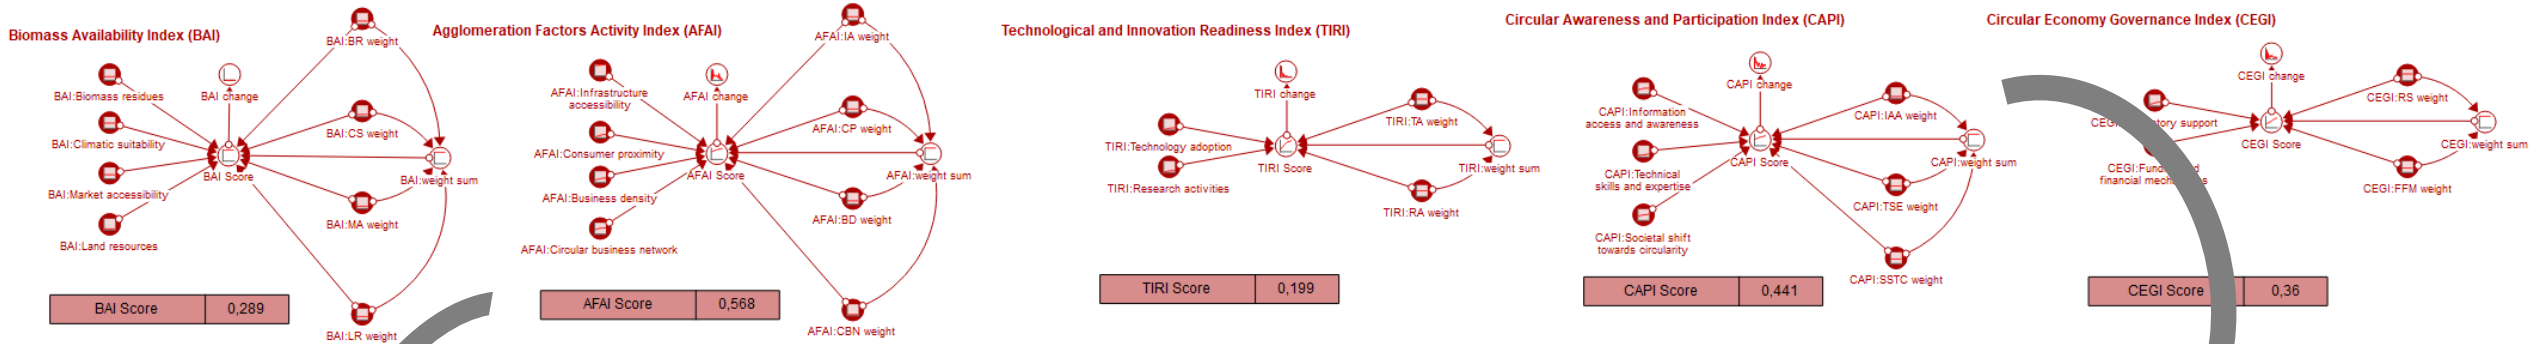 Biomass Availability Index (BAI)
BAI:BR weight
BAI:Biomass residues
BAI change
BAI:Climatic suitability
BAI:CS weight
BAI:Market accessibility
BAI Score
BAI:weight sum
BAI:Land resources
BAI:MA weight
BAI Score
0,289
BAI:LR weight
Agglomeration Factors Activity Index (AFAI)
AFAI:IA weight
AFAI:Infrastructure
accessibility
AFAI change
AFAI:Consumer proximity
AFAI:CP weight
AFAI:Business density
AFAI Score
AFAI:weight sum
AFAI:Circular business network
AFAI:BD weight
AFAI Score
0,568
AFAI:CBN weight
Technological and Innovation Readiness Index (TIRI)
TIRI change
TIRI:TA weight
TIRI:Technology adoption
TIRI Score
TIRI:weight sum
TIRI:Research activities
TIRI:RA weight
TIRI Score
0,199
Circular Awareness and Participation Index (CAPI)
CAPI change
CAPI:Information
access and awareness
CAPI:IAA weight
CAPI:Technical
skills and expertise
CAPI Score
CAPI:weight sum
CAPI:TSE weight
CAPI:Societal shift
towards circularity
CAPI:SSTC weight
CAPI Score
0,441
Circular Economy Governance Index (CEGI)
CEGI change
CEGI:RS weight
support
CEGI Score
CEGI:weight sum
financial
CEGI:FFM weight
CEGI Score
0,36